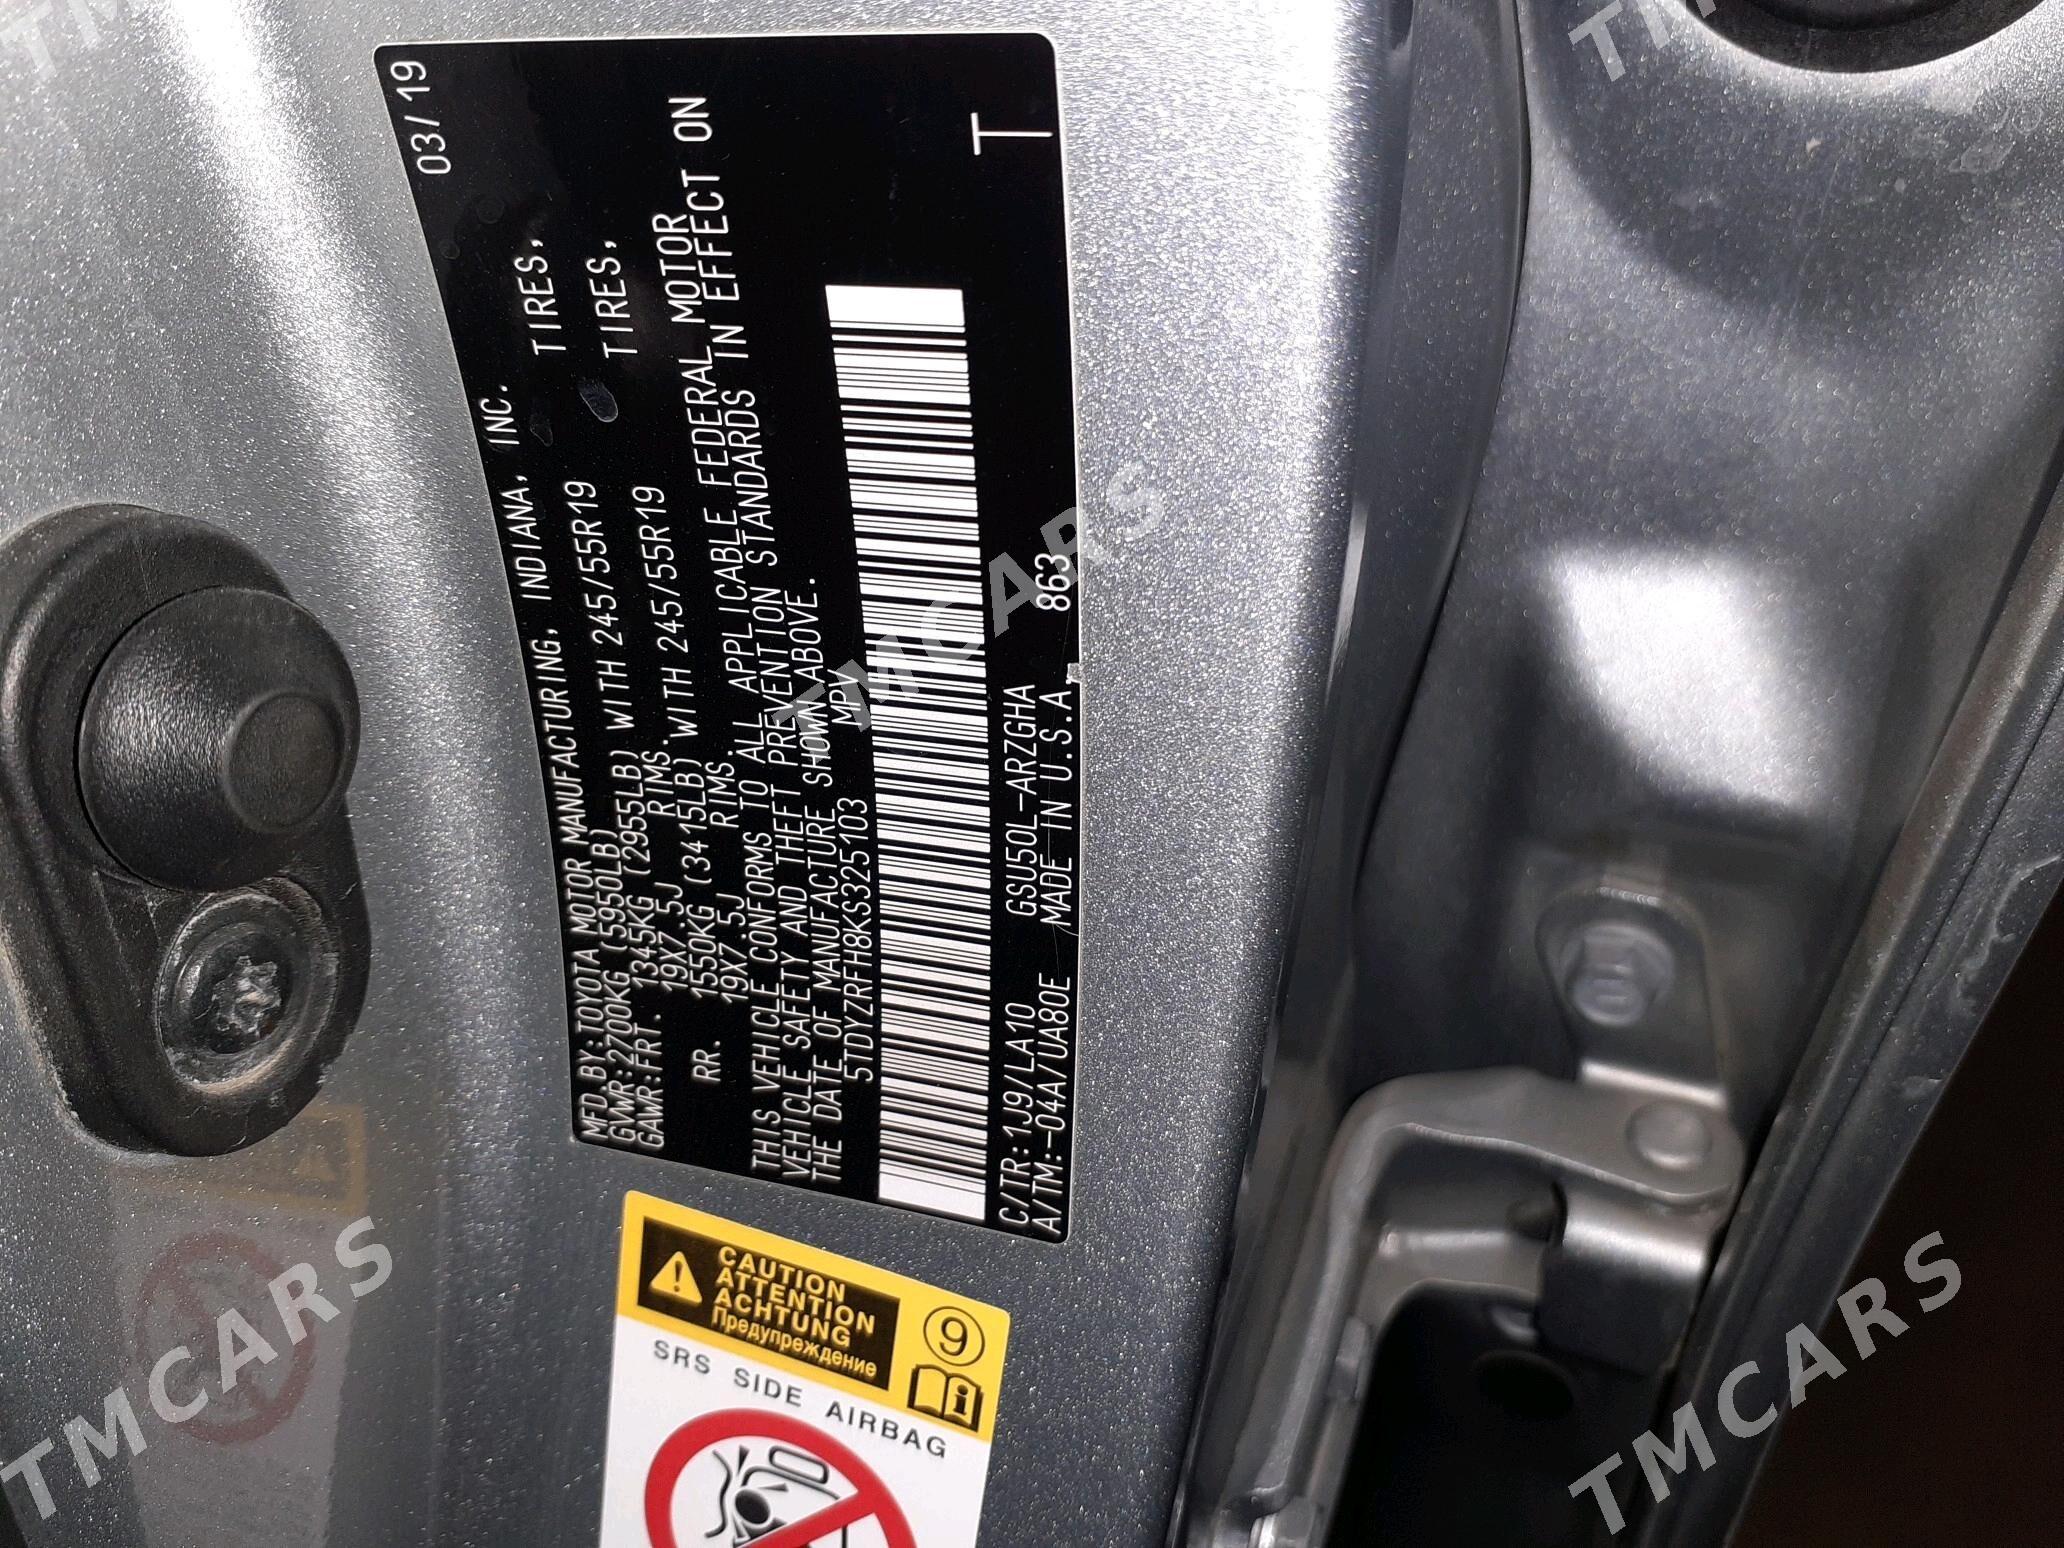 MFD.BY:TOYOTA MOTOR MANUFACTURING, INDIANA, INC. 03/19
GVWR:2700KG(5950LB)
GAWR:FRT. 1345KG (2955LB) WITH 245/55R19 TIRES,
19X7.5J RIMS.
RR. 1550KG (3415LB) WITH 245/55R19 TIRES,
19X7.5J RIMS.
THIS VEHICLE CONFORMS TO ALL APPLICABLE FEDERAL MOTOR
VEHICLE SAFETY AND THEFT PREVENTION STANDARDS IN EFFECT ON
THE DATE OF MANUFACTURE SHOWN ABOVE.
5TDYZRFH8KS325103 MPV
C/TR:1J9/LA10 GSU50L-ARZGHA
A/TM:-04A/UA80E MADE IN U.S.A. 863
T
CAUTION
ATTENTION
ACHTUNG
Предупреждение
9
i
SRS SIDE AIRBAG
TMCARS
TMCARS
TMCARS